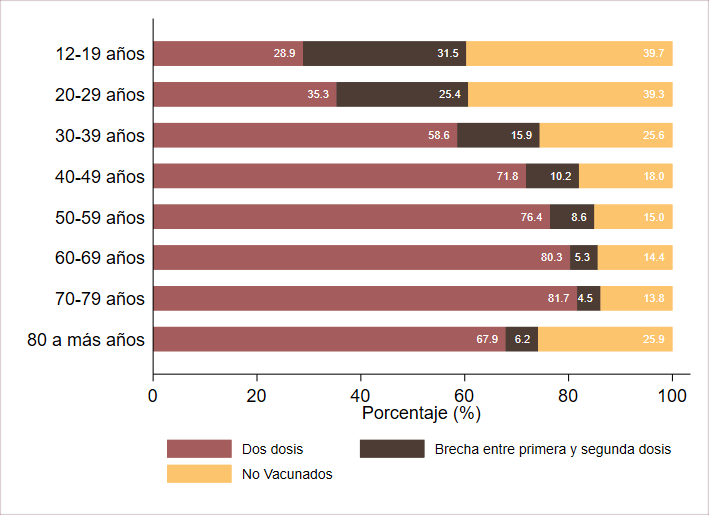 12-19 años 28.9 31.5 39.7
20-29 años 35.3 25.4 39.3
30-39 años 58.6 15.9 25.6
40-49 años 71.8 10.2 18.0
50-59 años 76.4 8.6 15.0
60-69 años 80.3 5.3 14.4
70-79 años 81.7 4.5 13.8
80 a más años 67.9 6.2 25.9
0 20 40 60 80 100
Porcentaje (%)
Dos dosis Brecha entre primera y segunda dosis
No Vacunados